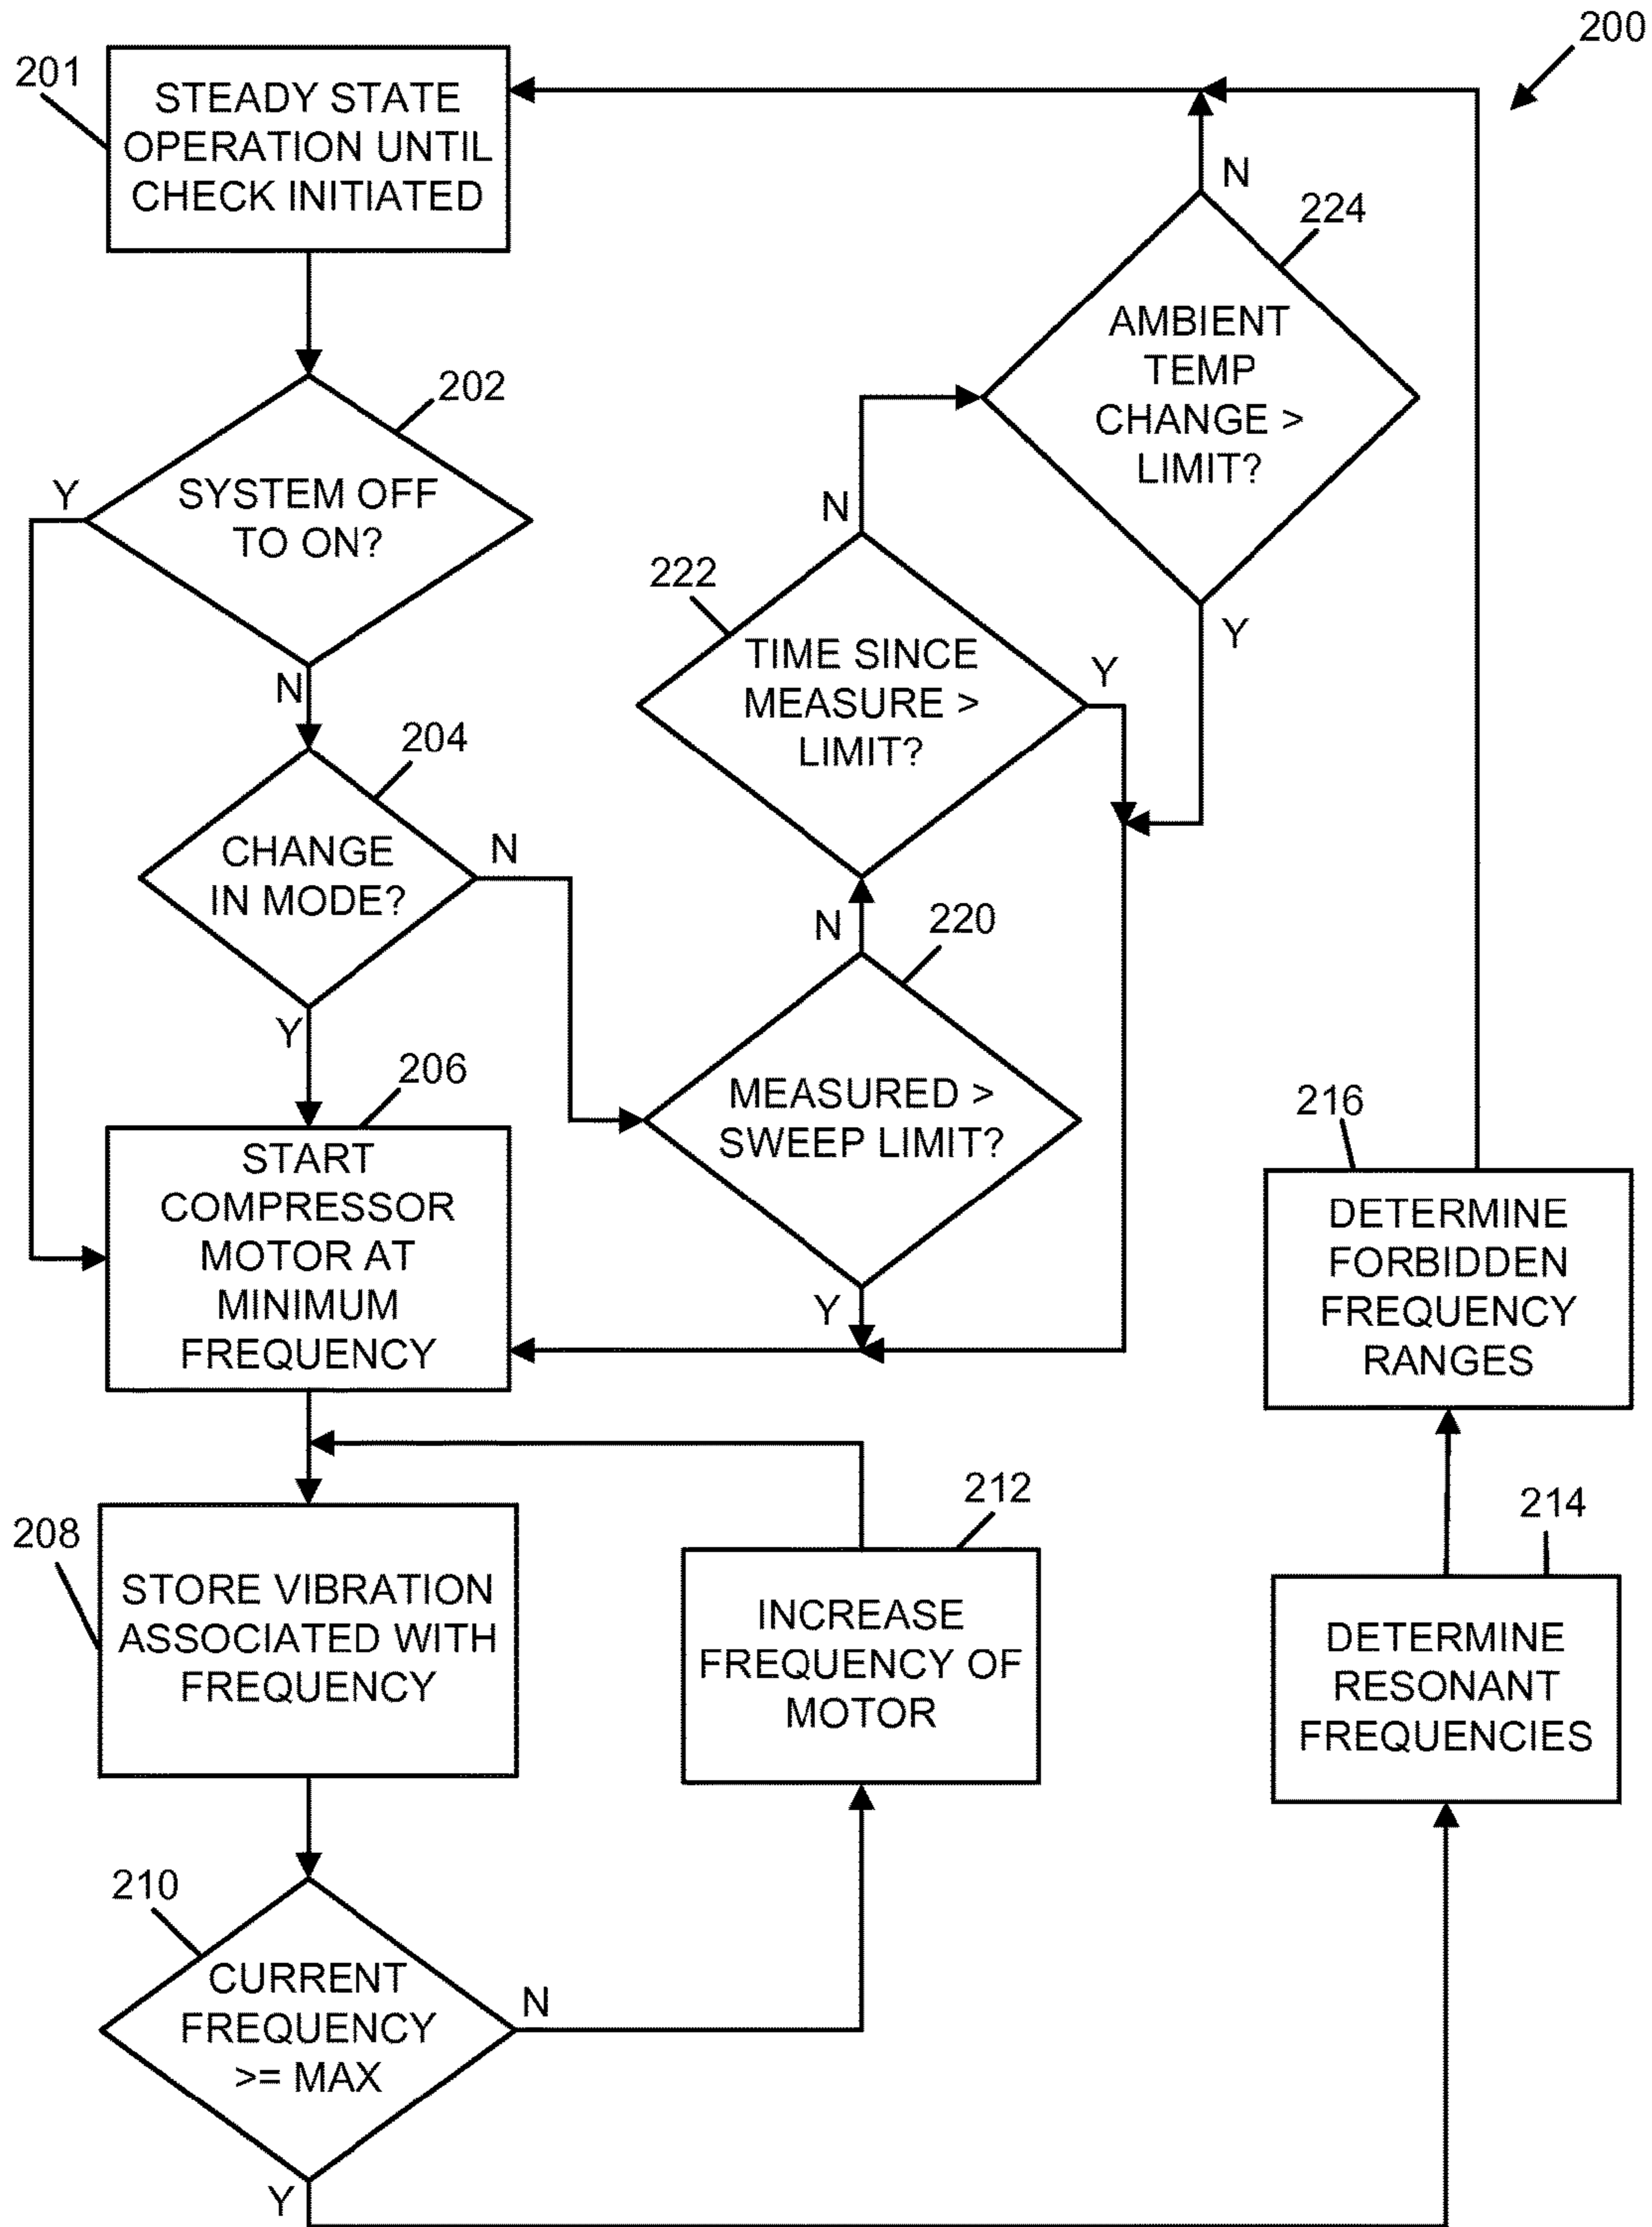 200
201
STEADY STATE
OPERATION UNTIL
CHECK INITIATED
202
SYSTEM OFF
TO ON?
Y
N
204
CHANGE
IN MODE?
N
Y
206
START
COMPRESSOR
MOTOR AT
MINIMUM
FREQUENCY
208
STORE VIBRATION
ASSOCIATED WITH
FREQUENCY
210
CURRENT
FREQUENCY
>= MAX
N
Y
212
INCREASE
FREQUENCY OF
MOTOR
214
DETERMINE
RESONANT
FREQUENCIES
216
DETERMINE
FORBIDDEN
FREQUENCY
RANGES
220
MEASURED >
SWEEP LIMIT?
N
Y
222
TIME SINCE
MEASURE >
LIMIT?
N
Y
224
AMBIENT
TEMP
CHANGE >
LIMIT?
N
Y